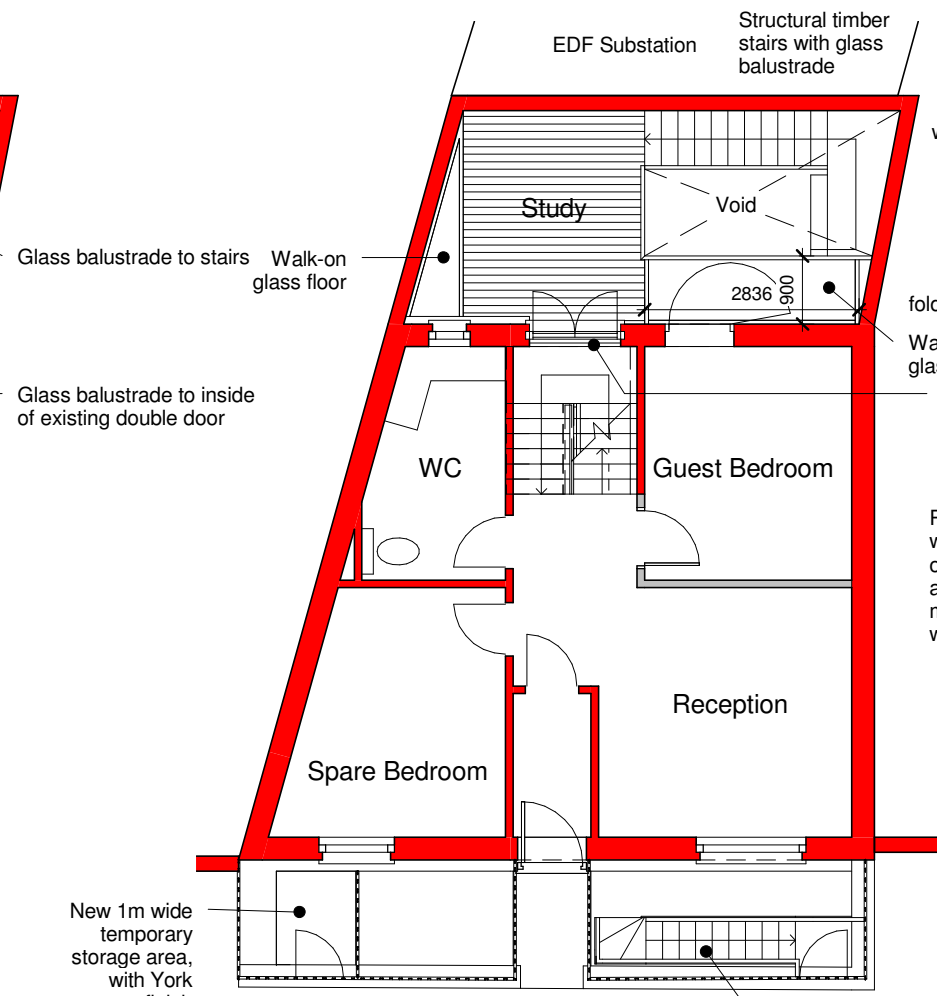 EDF Substation
Structural timber
stairs with glass
balustrade
Glass balustrade to stairs
Walk-on
glass floor
Study
Void
2836
900
Glass balustrade to inside
of existing double door
WC
Guest Bedroom
Reception
Spare Bedroom
New 1m wide
temporary
storage area,
with York